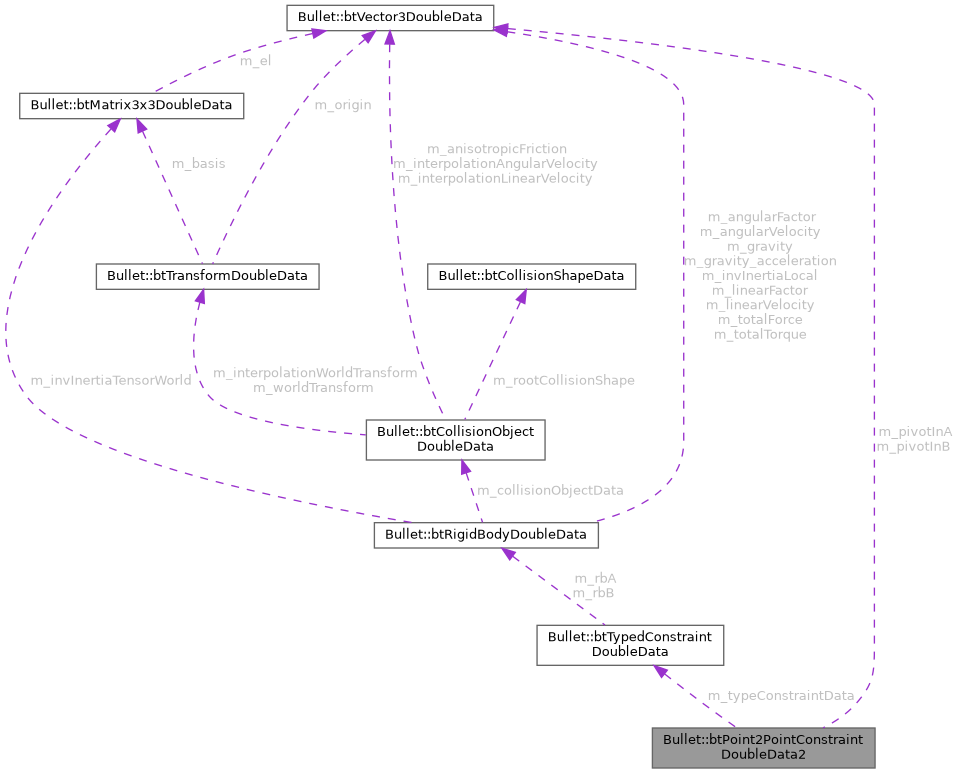 Bullet::btVector3DoubleData
m_el
Bullet::btMatrix3x3DoubleData
m_origin
m_basis
m_anisotropicFriction
m_interpolationAngularVelocity
m_interpolationLinearVelocity
m_angularFactor
m_angularVelocity
m_gravity
m_gravity_acceleration
m_invInertiaLocal
m_linearFactor
m_linearVelocity
m_totalForce
m_totalTorque
Bullet::btTransformDoubleData
Bullet::btCollisionShapeData
m_invInertiaTensorWorld
m_interpolationWorldTransform
m_worldTransform
m_rootCollisionShape
Bullet::btCollisionObject
DoubleData
m_pivotInA
m_pivotInB
m_collisionObjectData
Bullet::btRigidBodyDoubleData
m_rbA
m_rbB
Bullet::btTypedConstraint
DoubleData
m_typeConstraintData
Bullet::btPoint2PointConstraint
DoubleData2